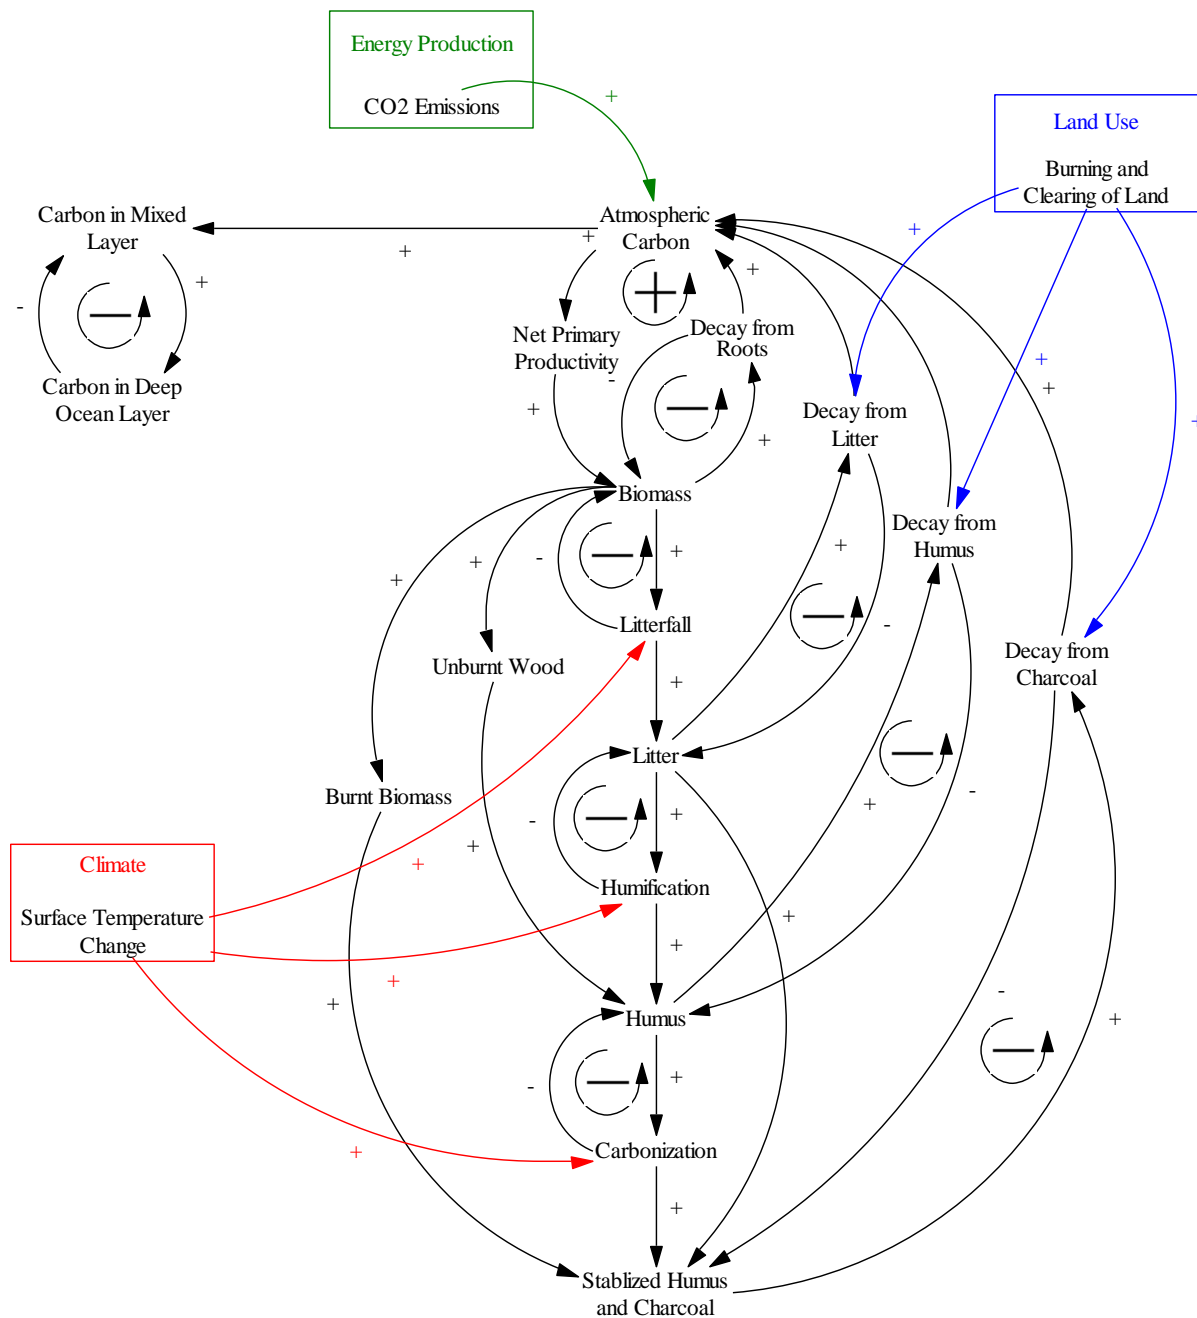 Energy Production
CO2 Emissions
+
Land Use
Burning and
Clearing of Land
Carbon in Mixed
Layer
Atmospheric
Carbon
+
+
+
+
+
-
Net Primary
Productivity
Decay from
Roots
-
+
+
+
Carbon in Deep
Ocean Layer
+
+
Decay from
Litter
+
Biomass
Decay from
Humus
+
+
-
+
+
-
Litterfall
Unburnt Wood
Decay from
Charcoal
+
Litter
Burnt Biomass
-
+
+
-
+
Climate
+
Surface Temperature
Change
Humification
+
+
+
+
-
Humus
+
-
+
Carbonization
+
+
Stablized Humus
and Charcoal